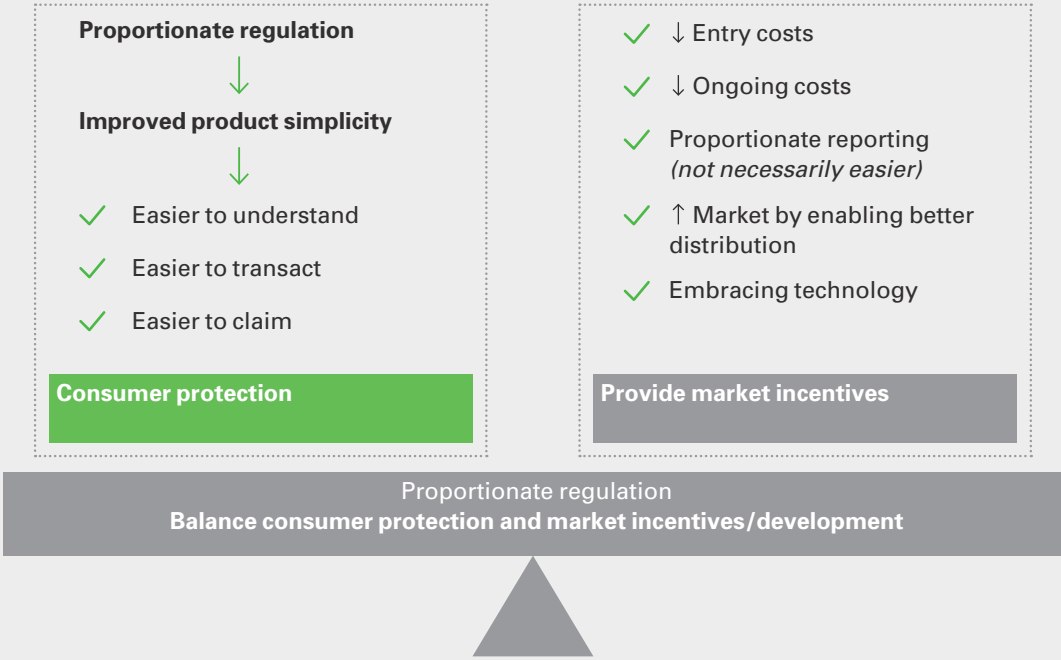 Proportionate regulation
Improved product simplicity
Easier to understand
Easier to transact
Easier to claim
Consumer protection
↓ Entry costs
↓ Ongoing costs
Proportionate reporting
(not necessarily easier)
↑ Market by enabling better
distribution
Embracing technology
Provide market incentives
Proportionate regulation
Balance consumer protection and market incentives/development